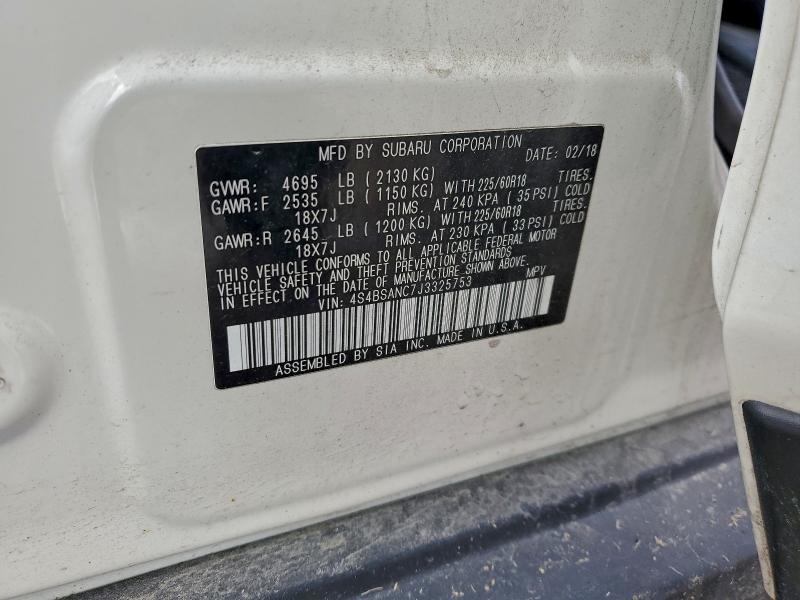 MFD BY SUBARU CORPORATION DATE: 02/18
GVWR: 4695 LB ( 2130 KG)
GAWR:F 2535 LB ( 1150 KG) WITH 225/60R18 TIRES.
18X7J RIMS. AT 240 KPA ( 35 PSI) COLD
GAWR:R 2645 LB ( 1200 KG) WITH 225/60R18 TIRES.
18X7J RIMS. AT 230 KPA ( 33 PSI) COLD
THIS VEHICLE CONFORMS TO ALL APPLICABLE FEDERAL MOTOR
VEHICLE SAFETY AND THEFT PREVENTION STANDARDS
IN EFFECT ON THE DATE OF MANUFACTURE SHOWN ABOVE.
VIN: 4S4BSANC7J3325753 MPV
ASSEMBLED BY SIA INC. MADE IN U.S.A.